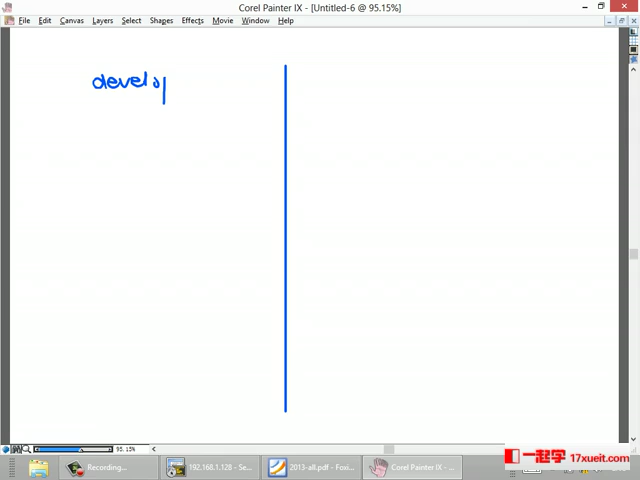 Corel Painter IX - [Untitled-6 @ 95.15%]
File Edit Canvas Layers Select Shapes Effects Movie Window Help
develop
95.15%
Recording... 192.168.1.128 - Se... 2013-all.pdf - Foxi... Corel Painter IX - ...
一起学 17xueit.com